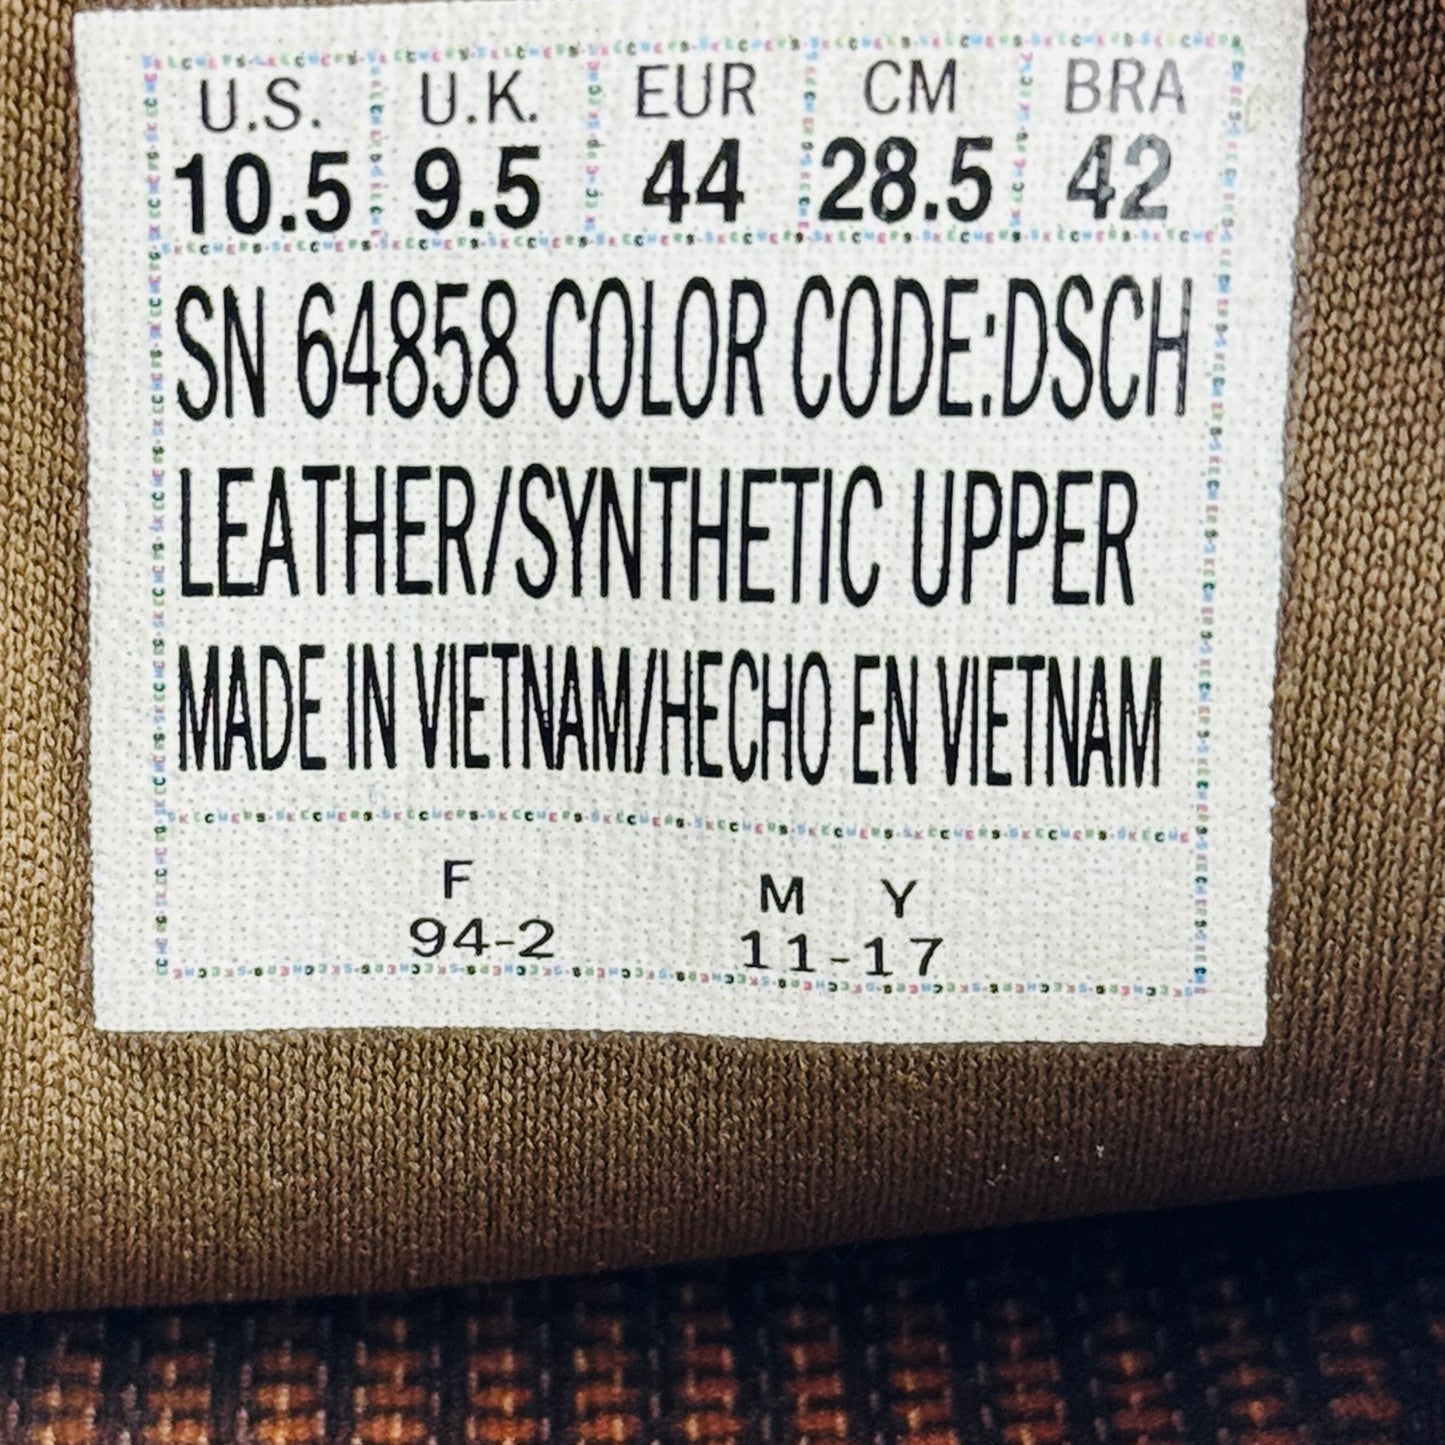 U.S. U.K. EUR CM BRA
10.5 9.5 44 28.5 42
SN 64858 COLOR CODE:DSCH
LEATHER/SYNTHETIC UPPER
MADE IN VIETNAM/HECHO EN VIETNAM
F M Y
94-2 11-17